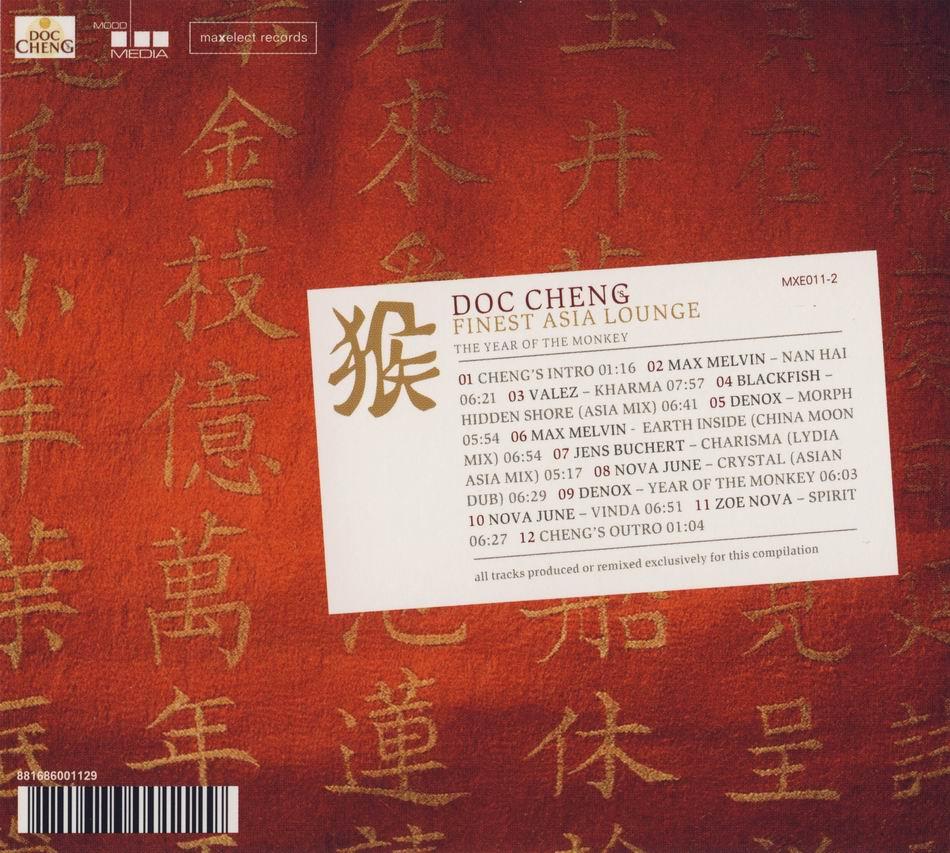 DOC
CHENG
MOOD
MEDIA
maxelect records
MXE011-2
猴
DOC CHENG'S
FINEST ASIA LOUNGE
THE YEAR OF THE MONKEY
01 CHENG'S INTRO 01:16 02 MAX MELVIN – NAN HAI
06:21 03 VALEZ – KHARMA 07:57 04 BLACKFISH –
HIDDEN SHORE (ASIA MIX) 06:41 05 DENOX – MORPH
05:54 06 MAX MELVIN - EARTH INSIDE (CHINA MOON
MIX) 06:54 07 JENS BUCHERT – CHARISMA (LYDIA
ASIA MIX) 05:17 08 NOVA JUNE – CRYSTAL (ASIAN
DUB) 06:29 09 DENOX – YEAR OF THE MONKEY 06:03
10 NOVA JUNE – VINDA 06:51 11 ZOE NOVA – SPIRIT
06:27 12 CHENG'S OUTRO 01:04
all tracks produced or remixed exclusively for this compilation
在
玉井
船休
呈
來
蓮
金枝億萬年
和小年業
881686001129